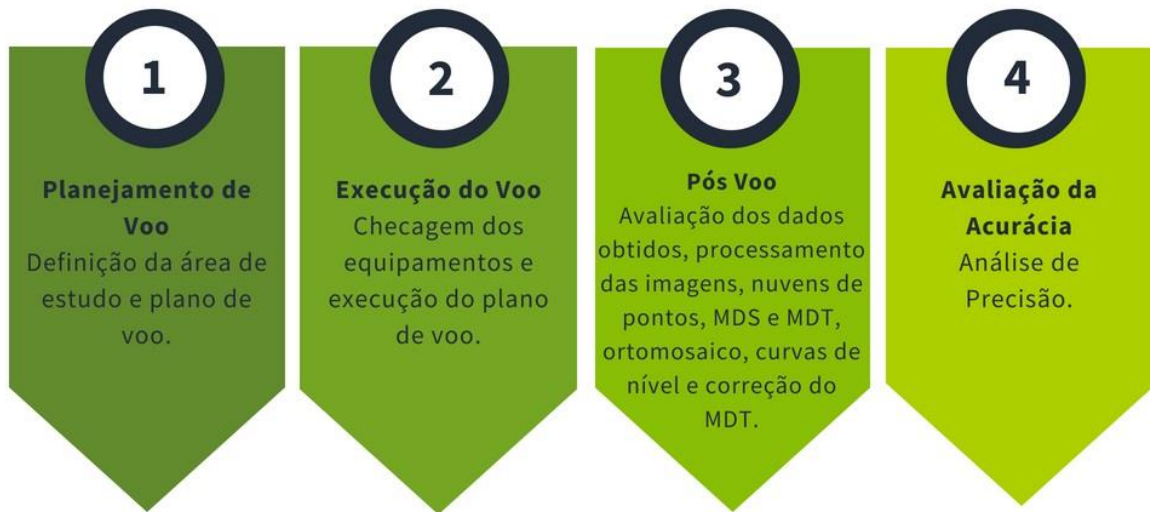 1
Planejamento de
Voo
Definição da área de
estudo e plano de
voo.
2
Execução do Voo
Checagem dos
equipamentos e
execução do plano
de voo.
3
Pós Voo
Avaliação dos dados
obtidos, processamento
das imagens, nuvens de
pontos, MDS e MDT,
ortomosaico, curvas de
nível e correção do
MDT.
4
Avaliação da
Acurácia
Análise de
Precisão.